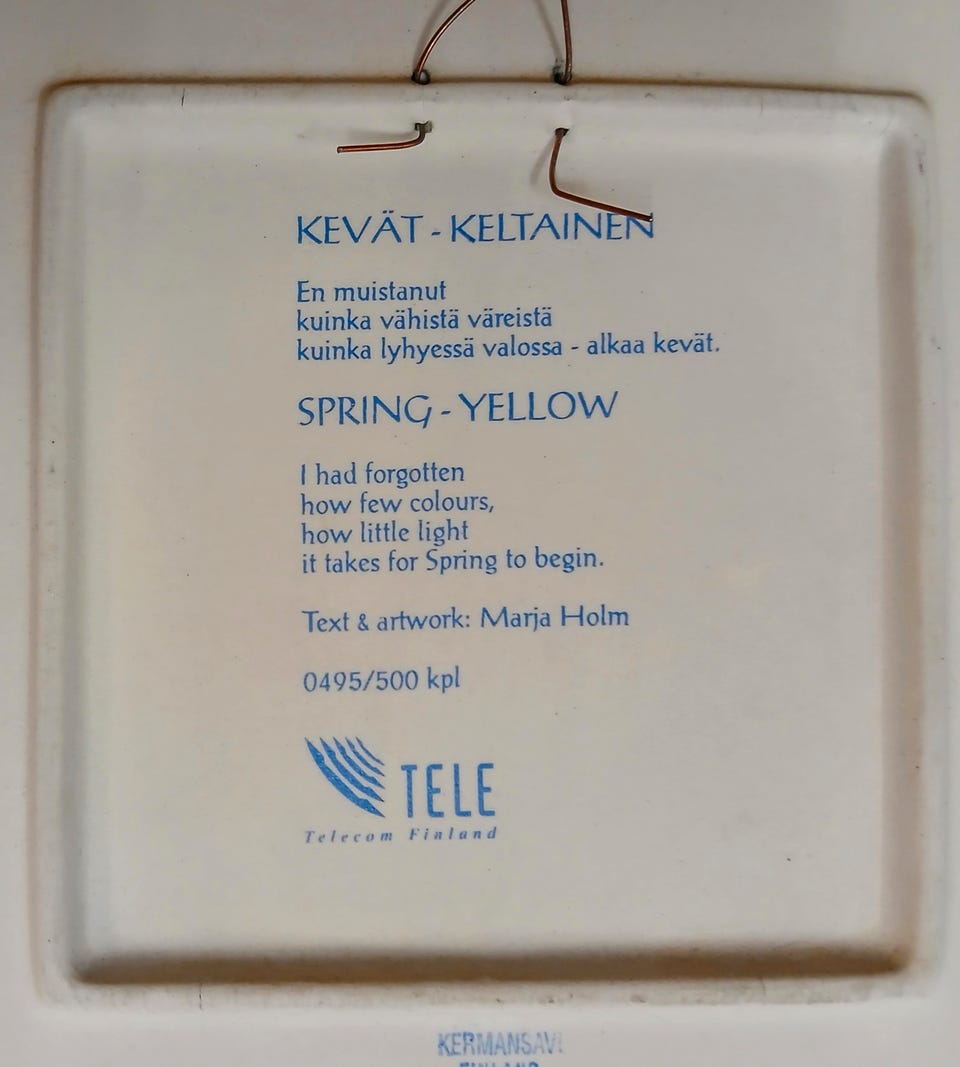 KEVÄT - KELTAINEN
En muistanut
kuinka vähistä väreistä
kuinka lyhyessä valossa - alkaa kevät.
SPRING - YELLOW
I had forgotten
how few colours,
how little light
it takes for Spring to begin.
Text & artwork: Marja Holm
0495/500 kpl
TELE
Telecom Finland
KERMANSAVI
FINLAND